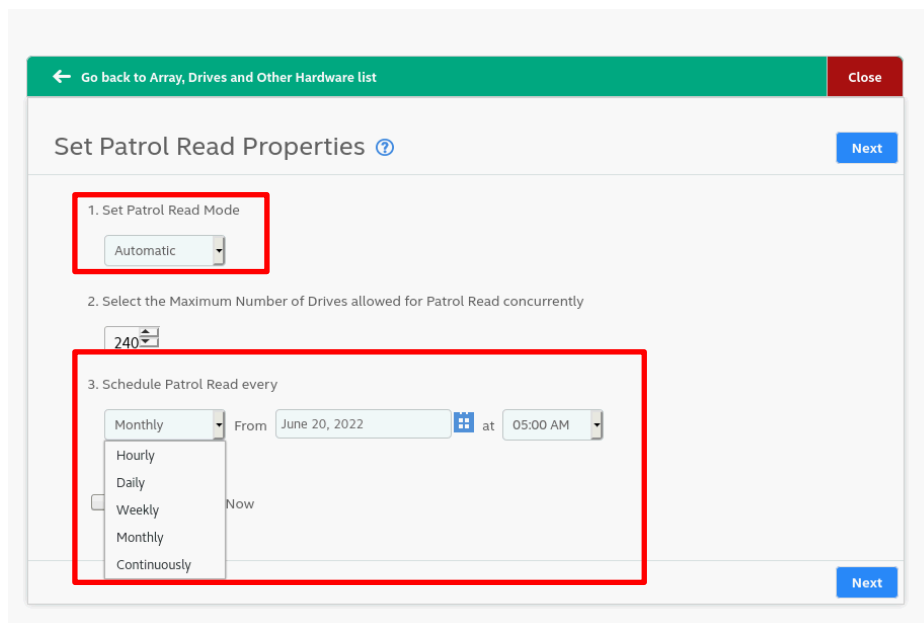 Go back to Array, Drives and Other Hardware list
Close
Set Patrol Read Properties ?
Next
1. Set Patrol Read Mode
Automatic
2. Select the Maximum Number of Drives allowed for Patrol Read concurrently
240
3. Schedule Patrol Read every
Monthly From June 20, 2022 at 05:00 AM
Hourly
Daily
Weekly
Now
Monthly
Continuously
Next